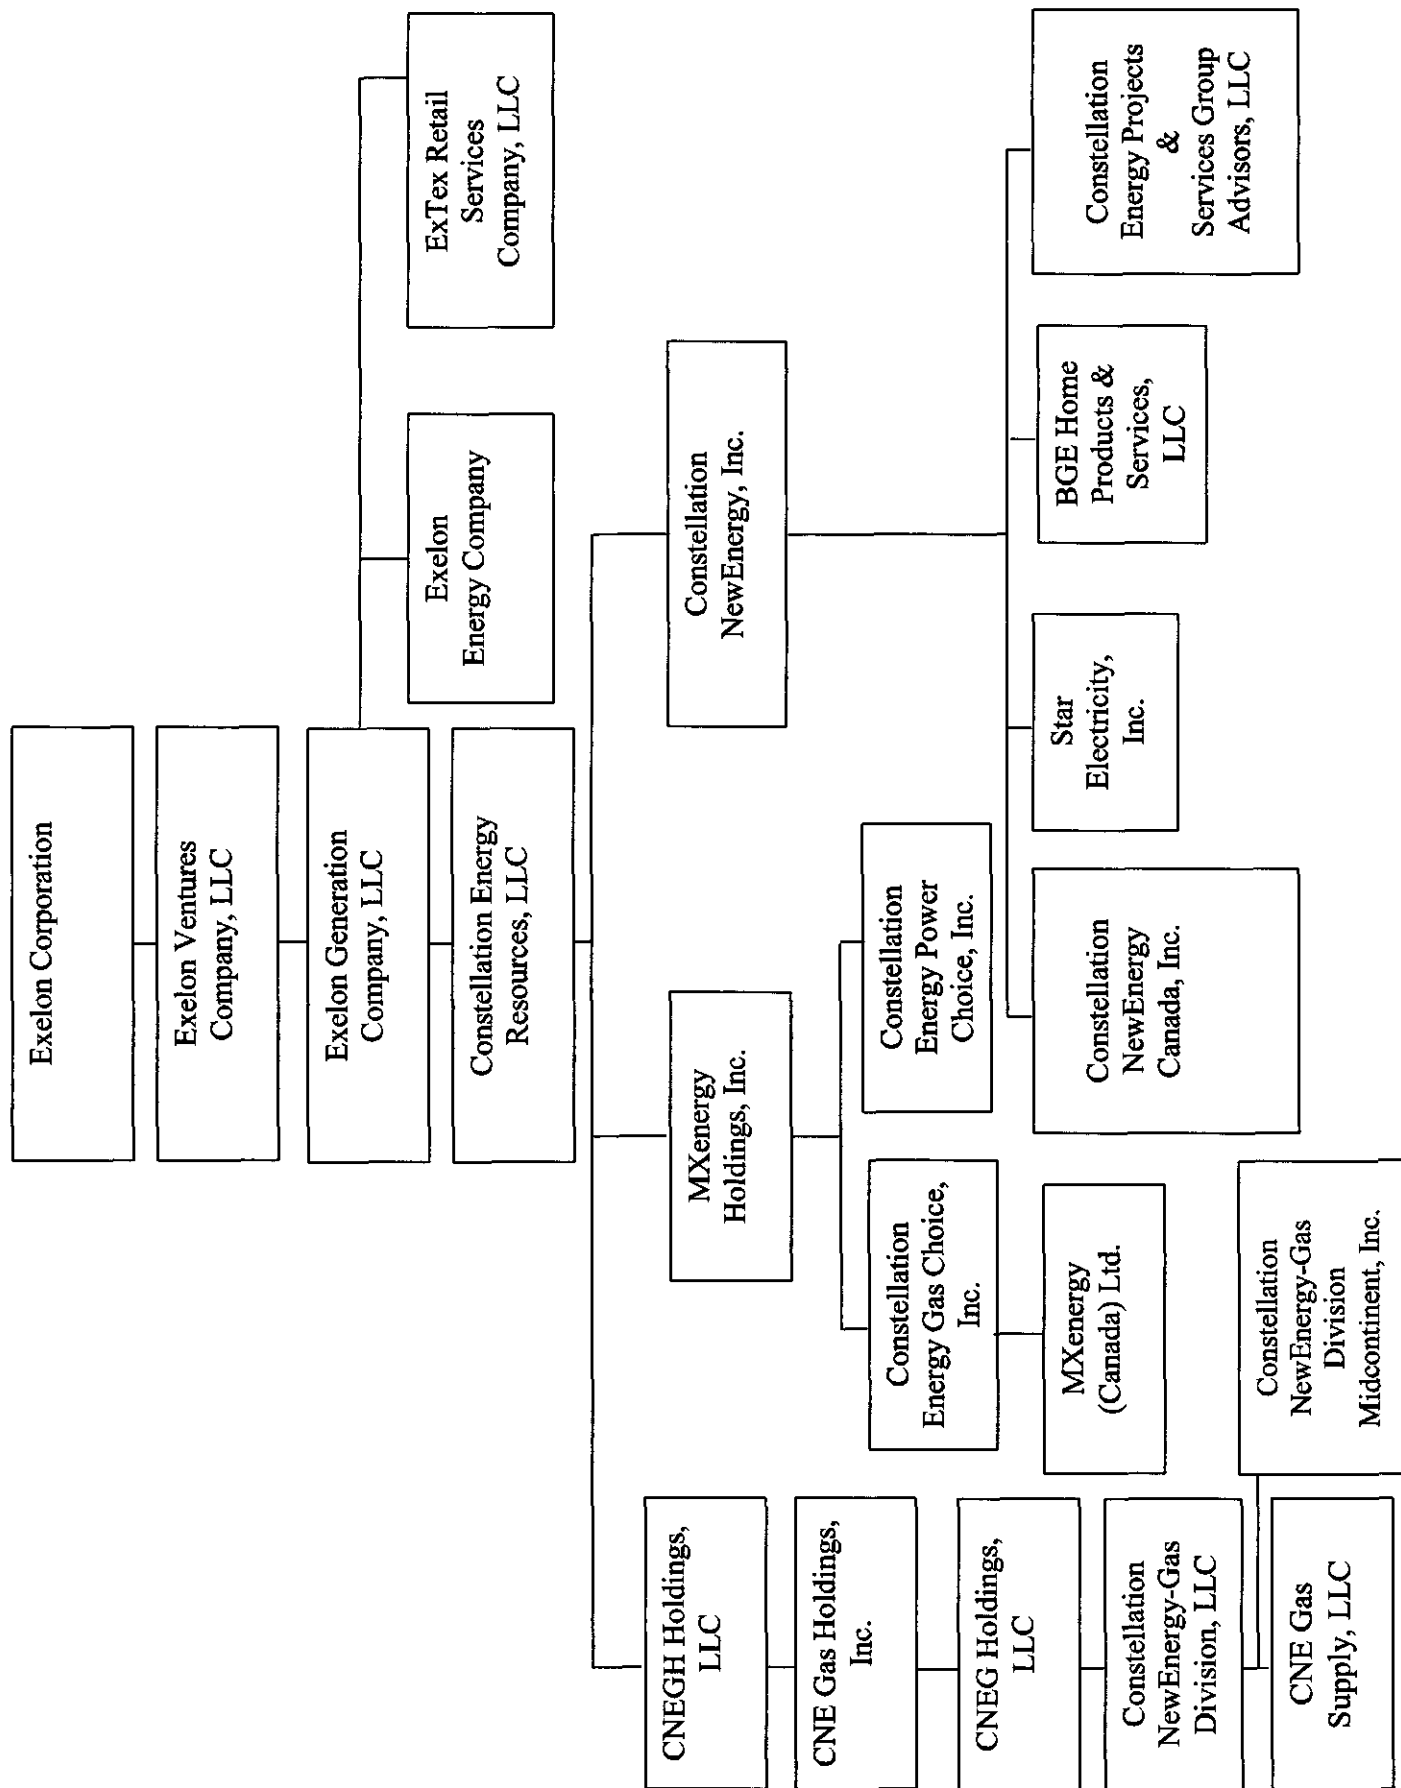 Exelon Corporation
Exelon Ventures
Company, LLC
Exelon Generation
Company, LLC
Exelon
Energy Company
ExTex Retail
Services
Company, LLC
Constellation Energy
Resources, LLC
CNEGH Holdings,
LLC
MXenergy
Holdings, Inc.
Constellation
NewEnergy, Inc.
CNE Gas Holdings,
Inc.
Constellation
Energy Gas Choice,
Inc.
Constellation
Energy Power
Choice, Inc.
CNEG Holdings,
LLC
MXenergy
(Canada) Ltd.
Constellation
NewEnergy
Canada, Inc.
Star
Electricity,
Inc.
BGE Home
Products &
Services,
LLC
Constellation
Energy Projects
&
Services Group
Advisors, LLC
Constellation
NewEnergy-Gas
Division, LLC
CNE Gas
Supply, LLC
Constellation
NewEnergy-Gas
Division
Midcontinent, Inc.